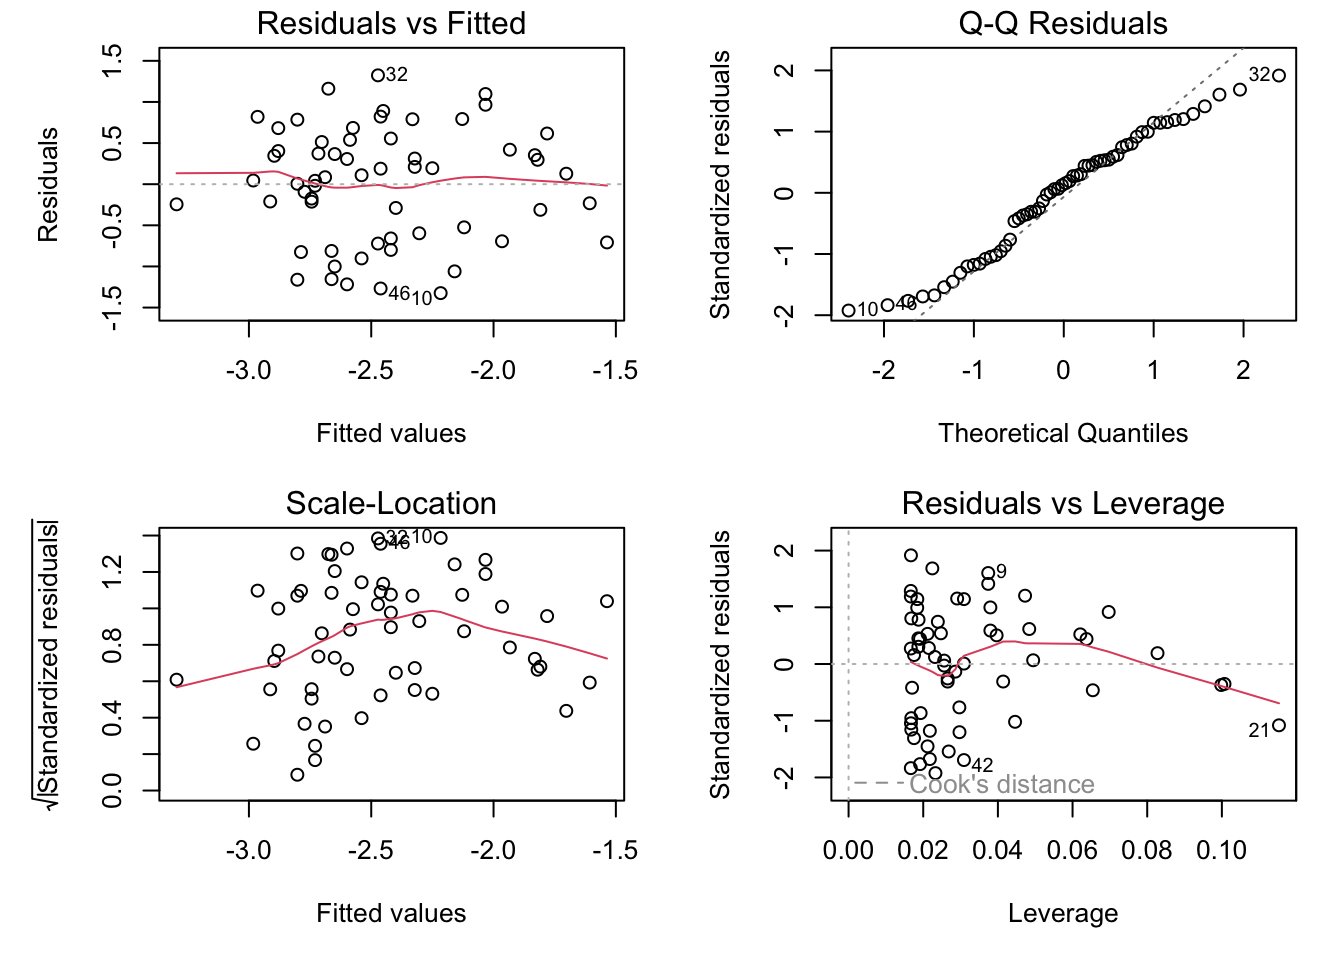 Residuals vs Fitted
Residuals
1.5
0.5
-0.5
-1.5
32
46
10
-3.0 -2.5 -2.0 -1.5
Fitted values
Q-Q Residuals
Standardized residuals
2
1
0
-1
-2
32
10
46
-2 -1 0 1 2
Theoretical Quantiles
Scale-Location
√|Standardized residuals|
1.2
0.8
0.4
0.0
32
10
46
-3.0 -2.5 -2.0 -1.5
Fitted values
Residuals vs Leverage
Standardized residuals
2
1
0
-1
-2
9
21
42
Cook's distance
0.00 0.02 0.04 0.06 0.08 0.10
Leverage